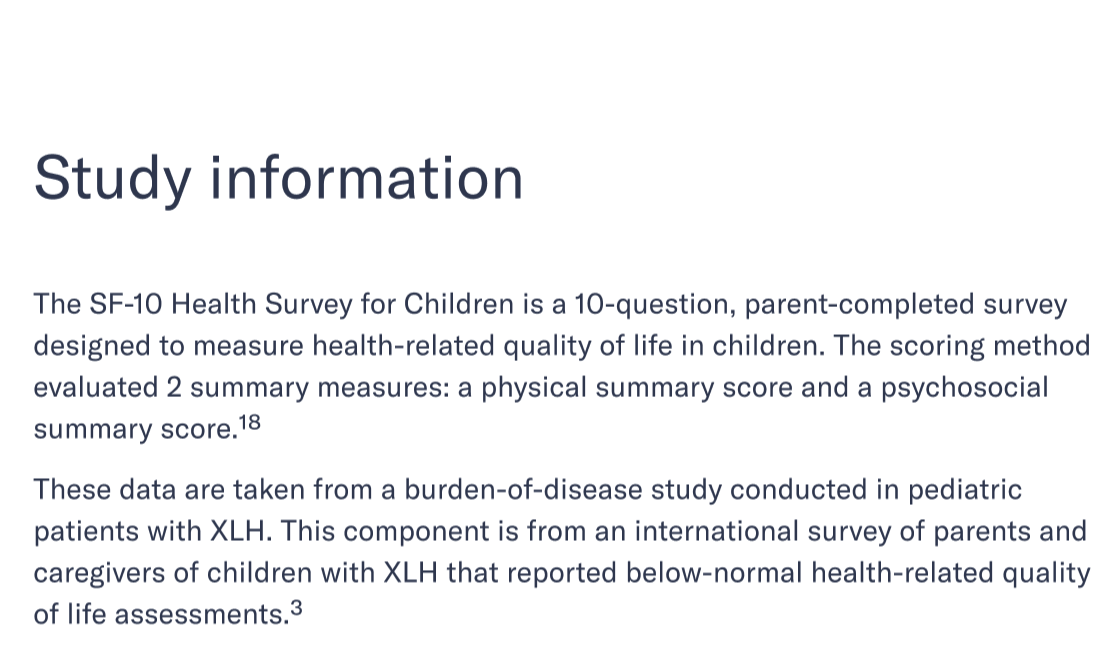 Study information
The SF-10 Health Survey for Children is a 10-question, parent-completed survey
designed to measure health-related quality of life in children. The scoring method
evaluated 2 summary measures: a physical summary score and a psychosocial
summary score.18
These data are taken from a burden-of-disease study conducted in pediatric
patients with XLH. This component is from an international survey of parents and
caregivers of children with XLH that reported below-normal health-related quality
of life assessments.3